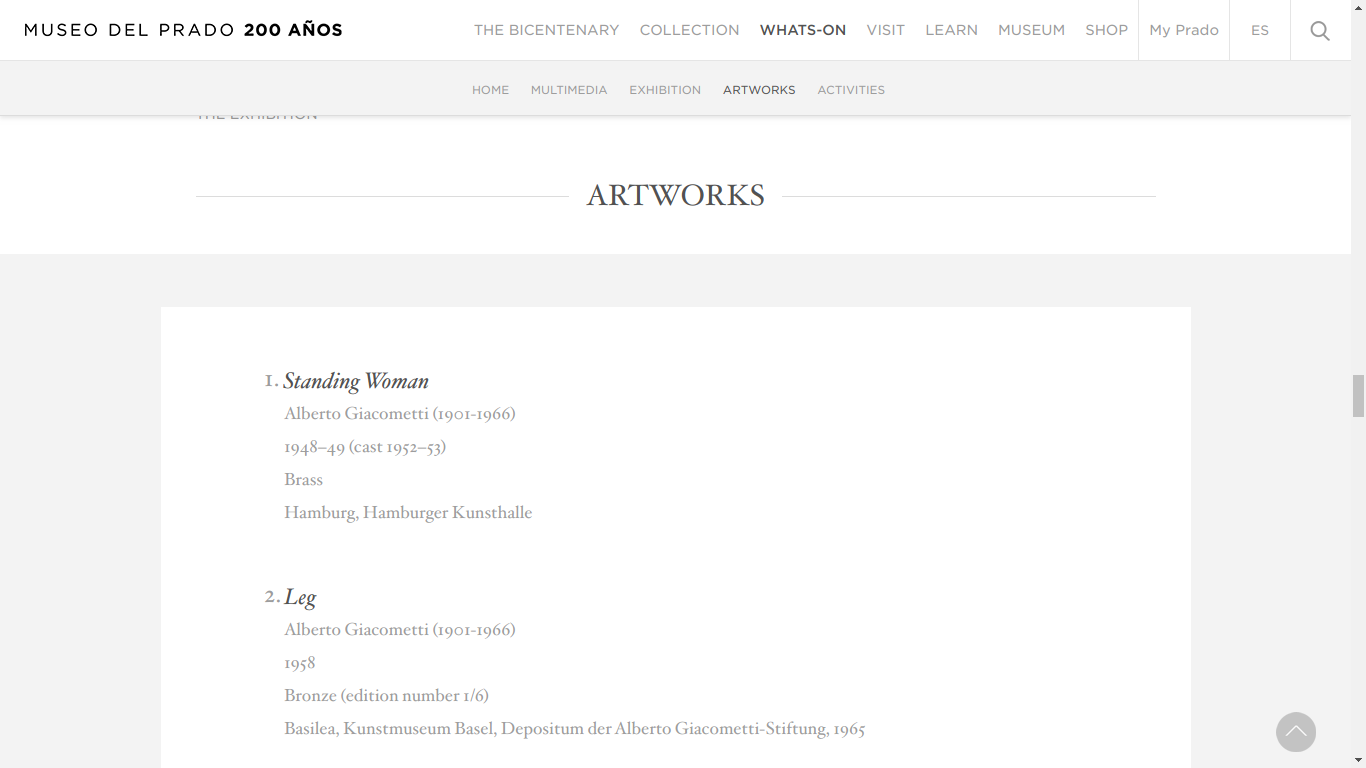 MUSEO DEL PRADO 200 AÑOS
THE BICENTENARY COLLECTION WHATS-ON VISIT LEARN MUSEUM SHOP My Prado ES
HOME MULTIMEDIA EXHIBITION ARTWORKS ACTIVITIES
THE EXHIBITION
ARTWORKS
1. Standing Woman
Alberto Giacometti (1901-1966)
1948–49 (cast 1952–53)
Brass
Hamburg, Hamburger Kunsthalle
2. Leg
Alberto Giacometti (1901-1966)
1958
Bronze (edition number 1/6)
Basilea, Kunstmuseum Basel, Depositum der Alberto Giacometti-Stiftung, 1965